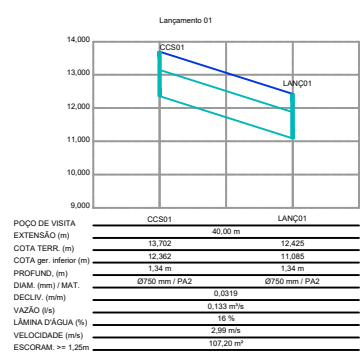 Lançamento 01
14,000
CCS01
13,000
LANÇ01
12,000
11,000
10,000
9,000
POÇO DE VISITA CCS01 LANÇ01
EXTENSÃO (m) 40,00 m
COTA TERR. (m) 13,702 12,425
COTA ger. inferior (m) 12,362 11,085
PROFUND, (m) 1,34 m 1,34 m
DIAM. (mm) / MAT. Ø750 mm / PA2 Ø750 mm / PA2
DECLIV. (m/m) 0,0319
VAZÃO (l/s) 0,133 m³/s
LÂMINA D'ÁGUA (%) 16 %
VELOCIDADE (m/s) 2,99 m/s
ESCORAM. >= 1,25m 107,20 m²